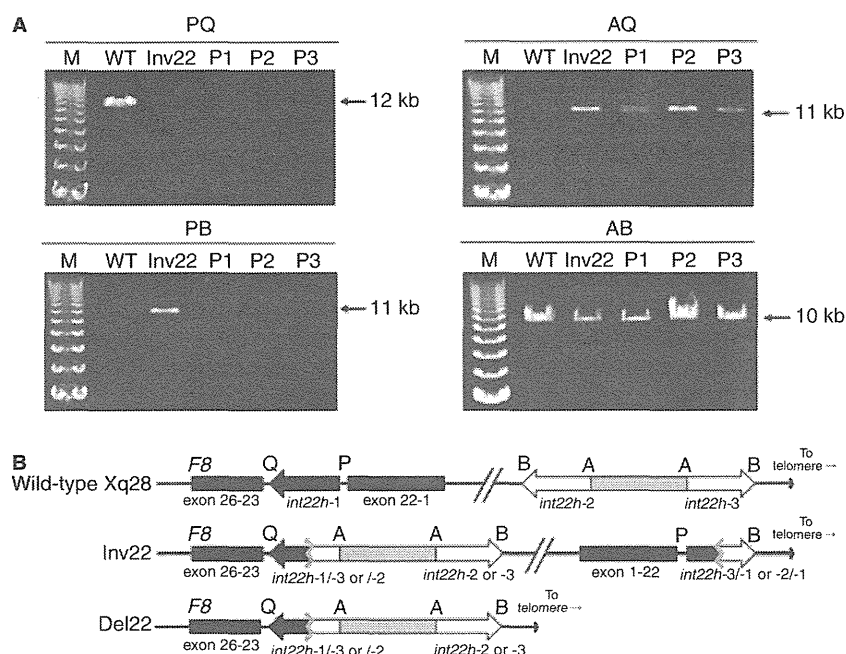 A
PQ
M WT Inv22 P1 P2 P3
12 kb
AQ
M WT Inv22 P1 P2 P3
11 kb
PB
M WT Inv22 P1 P2 P3
11 kb
AB
M WT Inv22 P1 P2 P3
10 kb
B
Wild-type Xq28
F8 Q P B A A B To telomere →
exon 26-23 int22h-1 exon 22-1 int22h-2 int22h-3
Inv22
F8 Q A A B P B To telomere →
exon 26-23 int22h-1/-3 or /-2 int22h-2 or -3 exon 1-22 int22h-3/-1 or -2/-1
Del22
F8 Q A A B To telomere →
exon 26-23 int22h-1/-3 or /-2 int22h-2 or -3